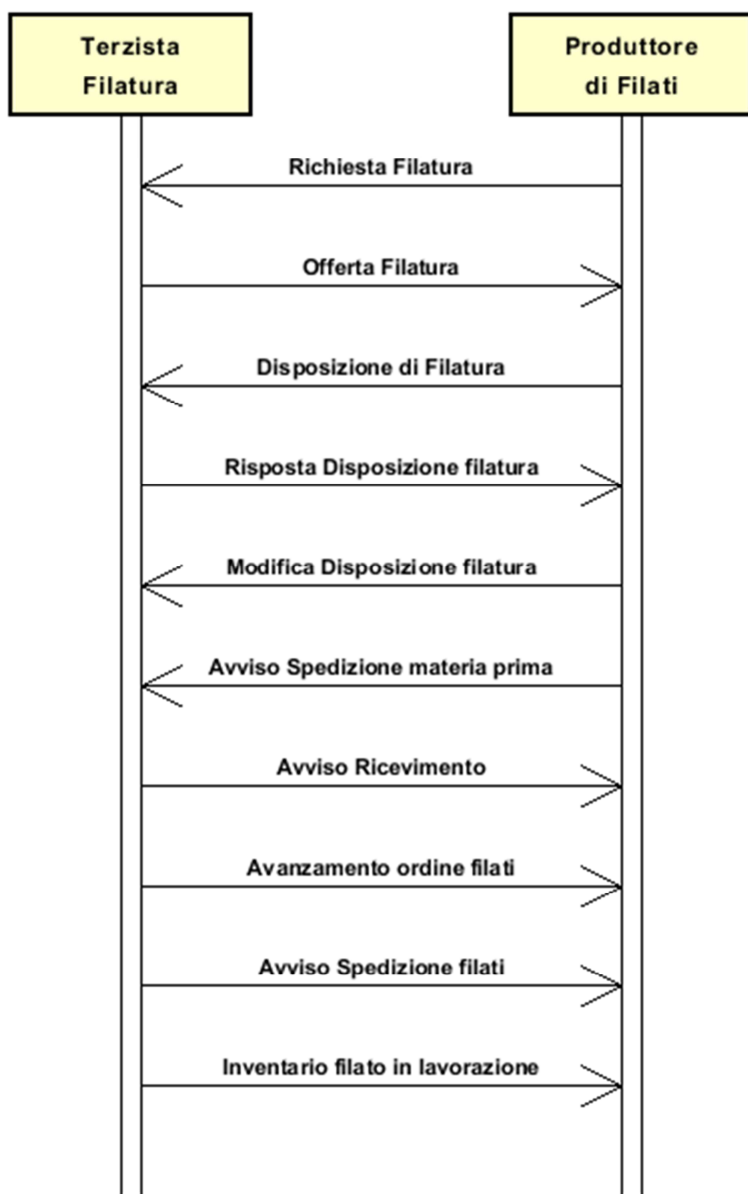 Terzista
Filatura
Produttore
di Filati
Richiesta Filatura
Offerta Filatura
Disposizione di Filatura
Risposta Disposizione filatura
Modifica Disposizione filatura
Avviso Spedizione materia prima
Avviso Ricevimento
Avanzamento ordine filati
Avviso Spedizione filati
Inventario filato in lavorazione